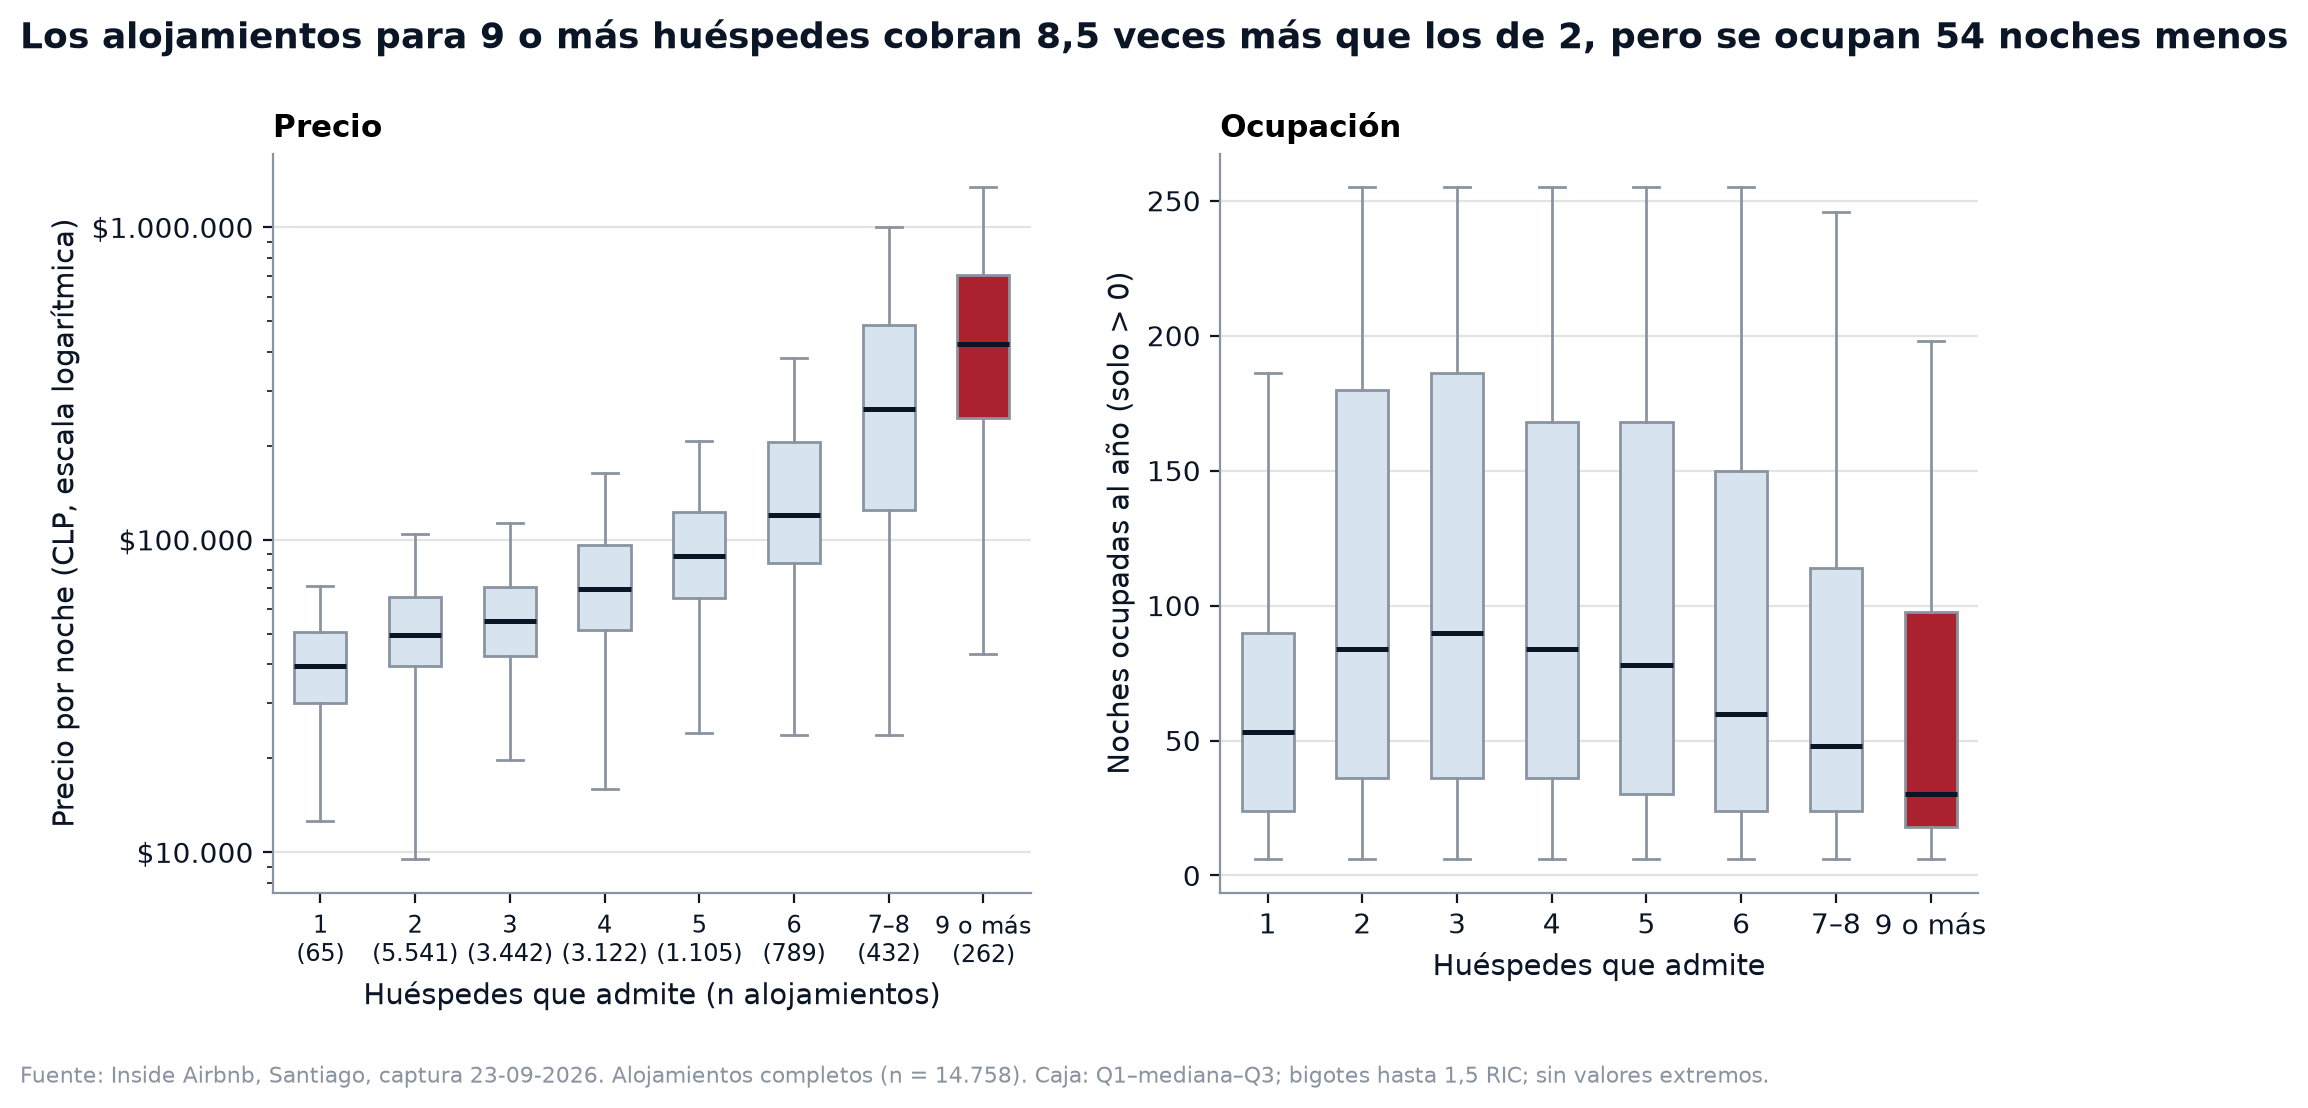 Los alojamientos para 9 o más huéspedes cobran 8,5 veces más que los de 2, pero se ocupan 54 noches menos
Precio
Precio por noche (CLP, escala logarítmica)
$1.000.000
$100.000
$10.000
1 2 3 4 5 6 7–8 9 o más
(65) (5.541) (3.442) (3.122) (1.105) (789) (432) (262)
Huéspedes que admite (n alojamientos)
Ocupación
Noches ocupadas al año (solo > 0)
250
200
150
100
50
0
1 2 3 4 5 6 7–8 9 o más
Huéspedes que admite
Fuente: Inside Airbnb, Santiago, captura 23-09-2026. Alojamientos completos (n = 14.758). Caja: Q1–mediana–Q3; bigotes hasta 1,5 RIC; sin valores extremos.